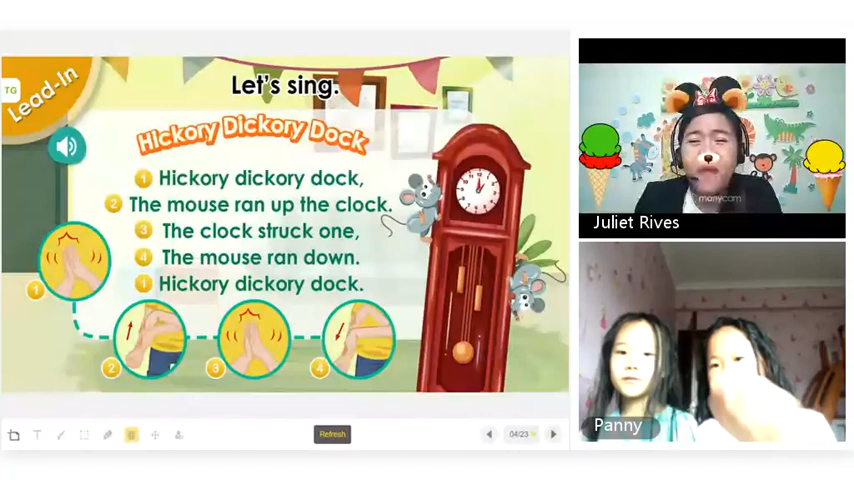 TG
Lead-In
Let's sing.
Hickory Dickory Dock
1 Hickory dickory dock,
2 The mouse ran up the clock.
3 The clock struck one,
4 The mouse ran down.
1 Hickory dickory dock.
1
2
3
4
Refresh
04/23
manycam
Juliet Rives
Panny